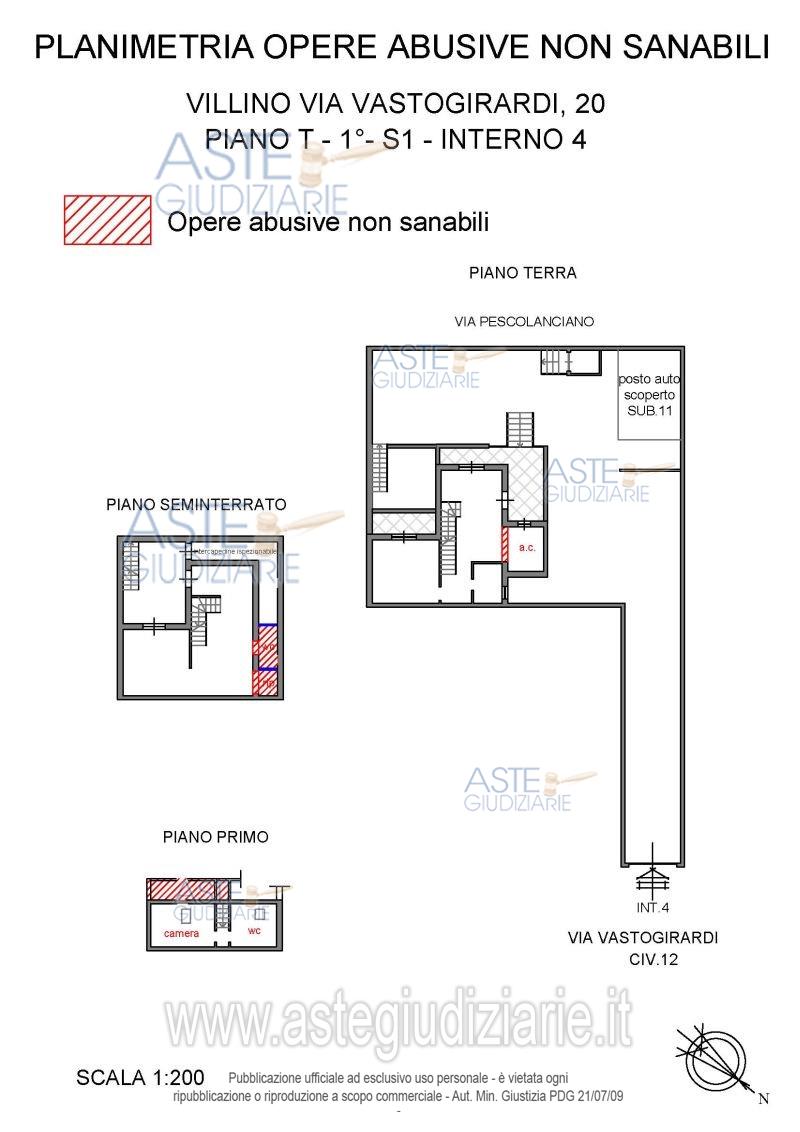 PLANIMETRIA OPERE ABUSIVE NON SANABILI
VILLINO VIA VASTOGIRARDI, 20
PIANO T - 1°- S1 - INTERNO 4
ASTE
GIUDIZIARIE
Opere abusive non sanabili
PIANO TERRA
VIA PESCOLANCIANO
ASTE
GIUDIZIARIE
posto auto
scoperto
SUB.11
ASTE
GIUDIZIARIE
PIANO SEMINTERRATO
ASTE
GIUDIZIARIE
intercapedine ispezionabile
a.c.
ASTE
GIUDIZIARIE
PIANO PRIMO
ASTE
GIUDIZIARIE
camera
wc
INT.4
VIA VASTOGIRARDI
CIV.12
www.astegiudiziarie.it
SCALA 1:200
Pubblicazione ufficiale ad esclusivo uso personale - è vietata ogni
ripubblicazione o riproduzione a scopo commerciale - Aut. Min. Giustizia PDG 21/07/09
N